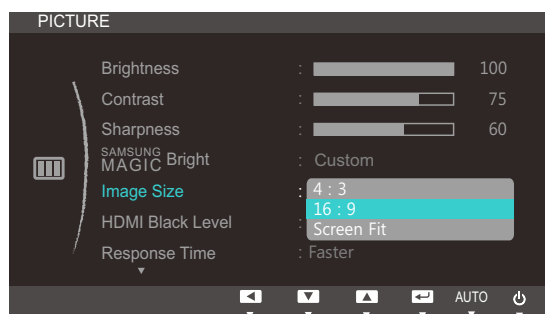 PICTURE
Brightness : 100
Contrast : 75
Sharpness : 60
SAMSUNG
MAGIC Bright : Custom
Image Size : 4 : 3
16 : 9
HDMI Black Level :
Screen Fit
Response Time : Faster
AUTO